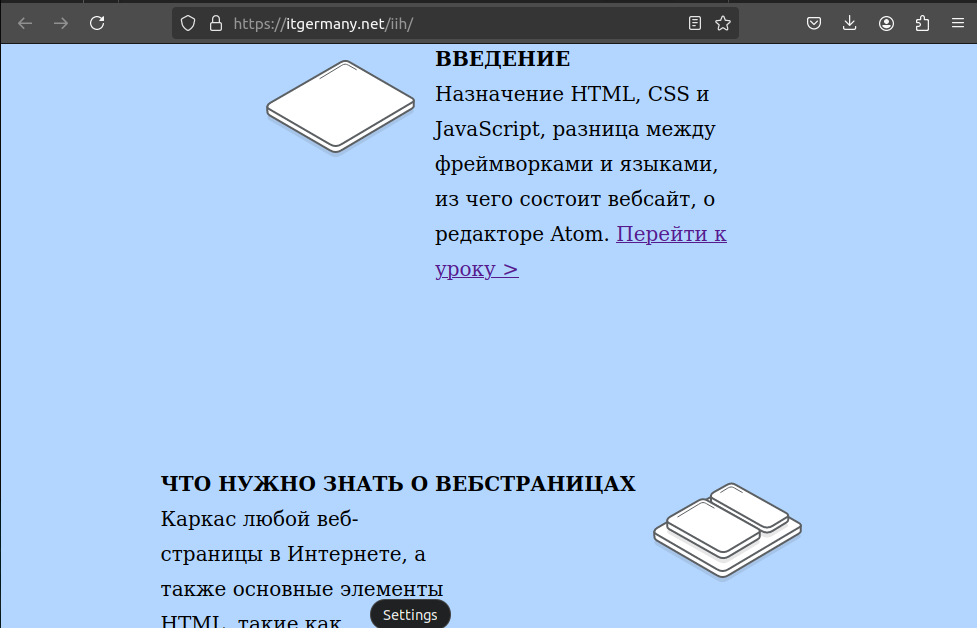 https://itgermany.net/iih/
ВВЕДЕНИЕ
Назначение HTML, CSS и
JavaScript, разница между
фреймворками и языками,
из чего состоит вебсайт, о
редакторе Atom. Перейти к
уроку >
ЧТО НУЖНО ЗНАТЬ О ВЕБСТРАНИЦАХ
Каркас любой веб-
страницы в Интернете, а
также основные элементы
HTML, такие как
Settings